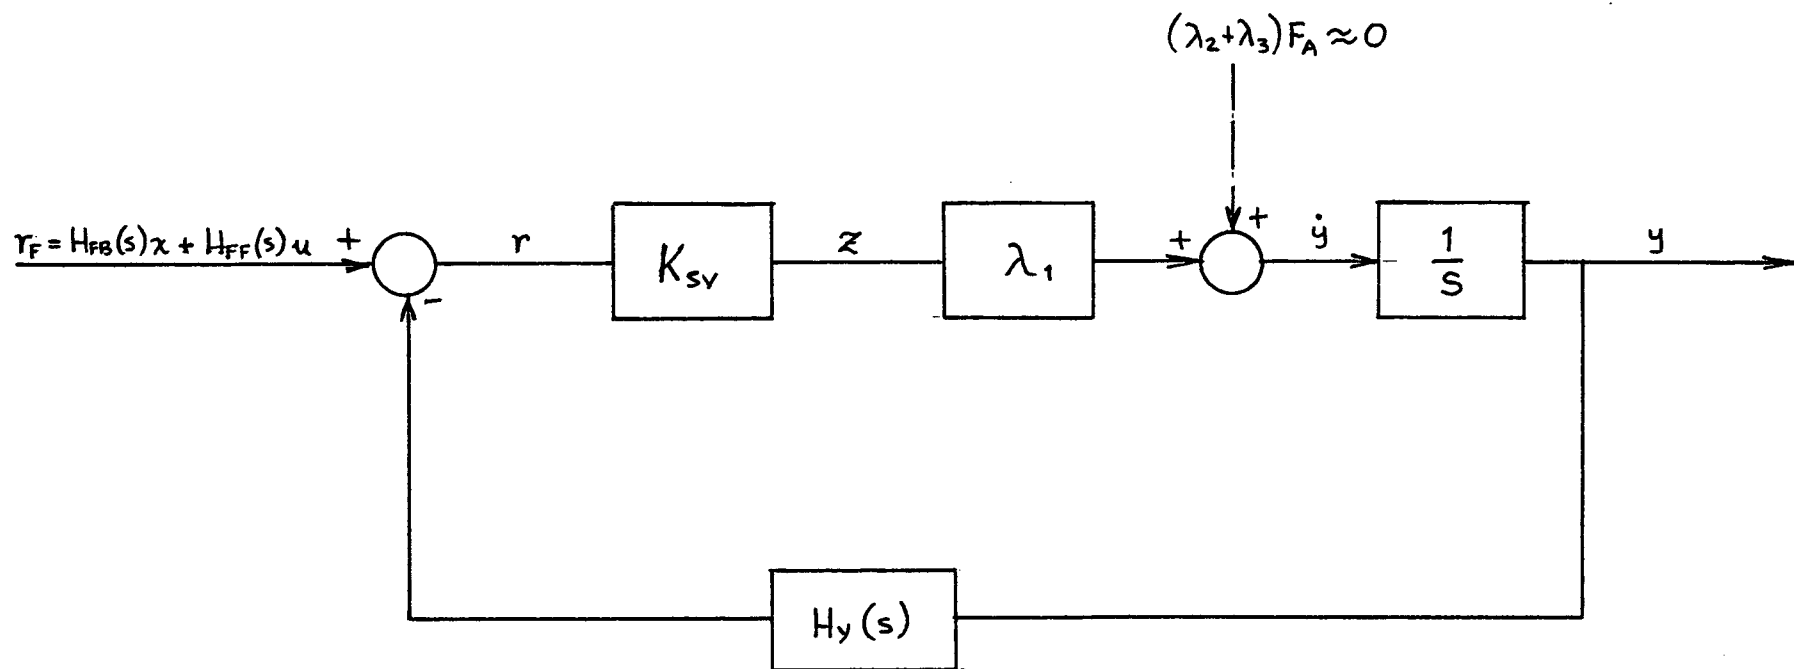 (λ₂+λ₃)F_A ≈ 0
r_F = H_FB(s)x + H_FF(s)u
+
-
r
K_SV
z
λ₁
+
+
ẏ
1/S
y
H_y(s)